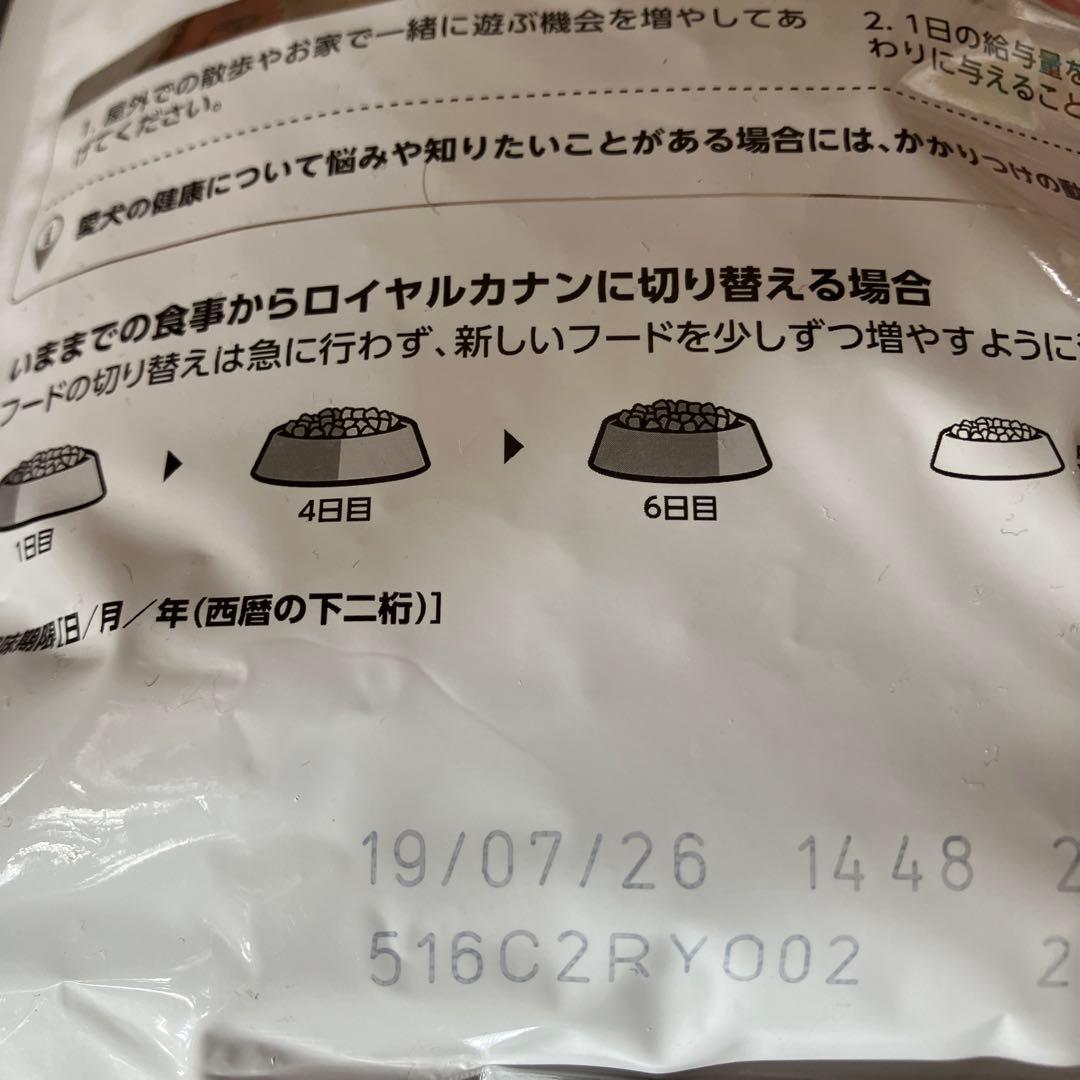 1. 屋外での散歩やお家で一緒に遊ぶ機会を増やしてあ
げてください。
2. 1日の給与量を
わりに与えること
愛犬の健康について悩みや知りたいことがある場合には、かかりつけの動
いままでの食事からロイヤルカナンに切り替える場合
フードの切り替えは急に行わず、新しいフードを少しずつ増やすように
1日目
4日目
6日目
味期限[日/月/年(西暦の下二桁)]
19/07/26 1448 2
516C2RYO02 2